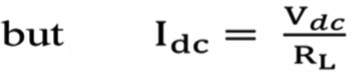 but I_dc = V_dc / R_L